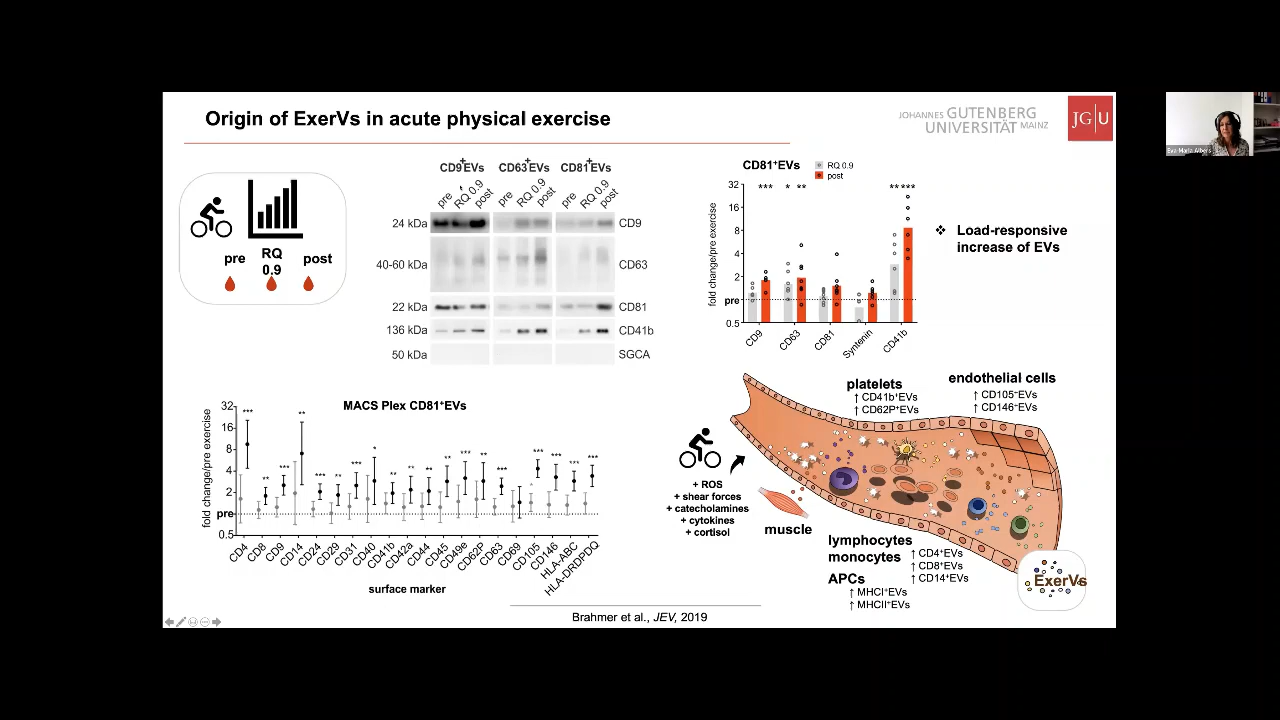 Origin of ExerVs in acute physical exercise
JOHANNES GUTENBERG
UNIVERSITÄT MAINZ
JG|U
Eva Maria Albers
pre
RQ
0.9
post
CD9+EVs
CD63+EVs
CD81+EVs
pre
RQ 0.9
post
pre
RQ 0.9
post
pre
RQ 0.9
post
24 kDa
CD9
40-60 kDa
CD63
22 kDa
CD81
136 kDa
CD41b
50 kDa
SGCA
CD81+EVs
RQ 0.9
post
fold change/pre exercise
32
16
8
4
2
pre
0.5
***
*
**
**
***
CD9
CD63
CD81
Syntenin
CD41b
❖ Load-responsive
increase of EVs
MACS Plex CD81+EVs
fold change/pre exercise
32
16
8
4
2
pre
0.5
***
**
***
**
***
**
***
*
**
**
**
**
***
**
***
*
***
***
***
***
CD4
CD8
CD9
CD14
CD24
CD29
CD31
CD40
CD41b
CD42a
CD44
CD45
CD49e
CD62P
CD63
CD69
CD105
CD146
HLA-ABC
HLA-DRDPDQ
surface marker
platelets
↑ CD41b+EVs
↑ CD62P+EVs
endothelial cells
↑ CD105+EVs
↑ CD146+EVs
+ ROS
+ shear forces
+ catecholamines
+ cytokines
+ cortisol
muscle
lymphocytes
monocytes
↑ CD4+EVs
↑ CD8+EVs
↑ CD14+EVs
APCs
↑ MHCI+EVs
↑ MHCII+EVs
ExerVs
Brahmer et al., JEV, 2019